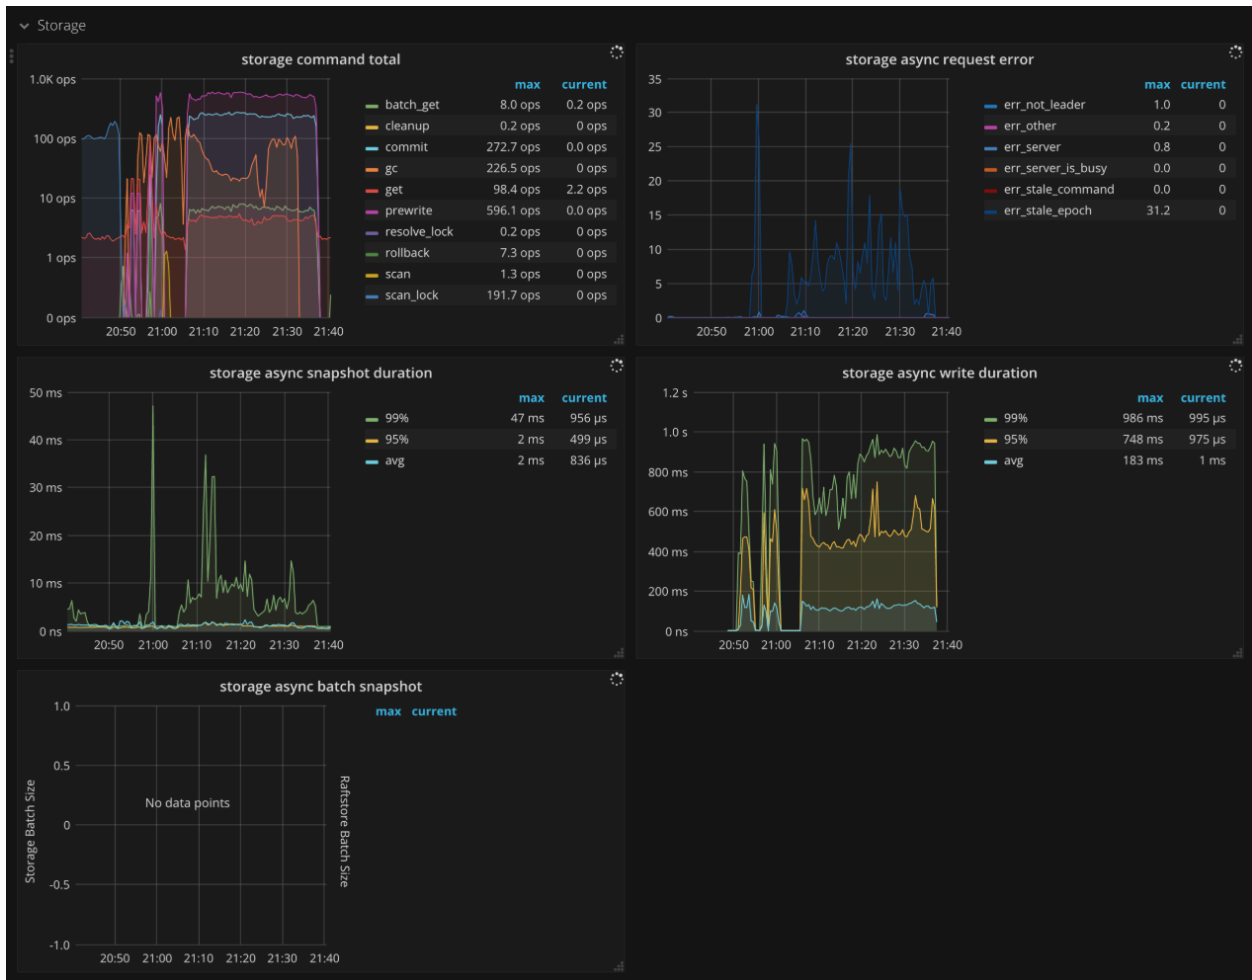 Storage
storage command total
1.0K ops
100 ops
10 ops
1 ops
0 ops
20:50 21:00 21:10 21:20 21:30 21:40
max current
batch_get 8.0 ops 0.2 ops
cleanup 0.2 ops 0 ops
commit 272.7 ops 0.0 ops
gc 226.5 ops 0 ops
get 98.4 ops 2.2 ops
prewrite 596.1 ops 0.0 ops
resolve_lock 0.2 ops 0 ops
rollback 7.3 ops 0 ops
scan 1.3 ops 0 ops
scan_lock 191.7 ops 0 ops
storage async request error
35
30
25
20
15
10
5
0
20:50 21:00 21:10 21:20 21:30 21:40
max current
err_not_leader 1.0 0
err_other 0.2 0
err_server 0.8 0
err_server_is_busy 0.0 0
err_stale_command 0.0 0
err_stale_epoch 31.2 0
storage async snapshot duration
50 ms
40 ms
30 ms
20 ms
10 ms
0 ns
20:50 21:00 21:10 21:20 21:30 21:40
max current
99% 47 ms 956 µs
95% 2 ms 499 µs
avg 2 ms 836 µs
storage async write duration
1.2 s
1.0 s
800 ms
600 ms
400 ms
200 ms
0 ns
20:50 21:00 21:10 21:20 21:30 21:40
max current
99% 986 ms 995 µs
95% 748 ms 975 µs
avg 183 ms 1 ms
storage async batch snapshot
Storage Batch Size
1.0
0.5
0
-0.5
-1.0
No data points
20:50 21:00 21:10 21:20 21:30 21:40
Raftstore Batch Size
max current